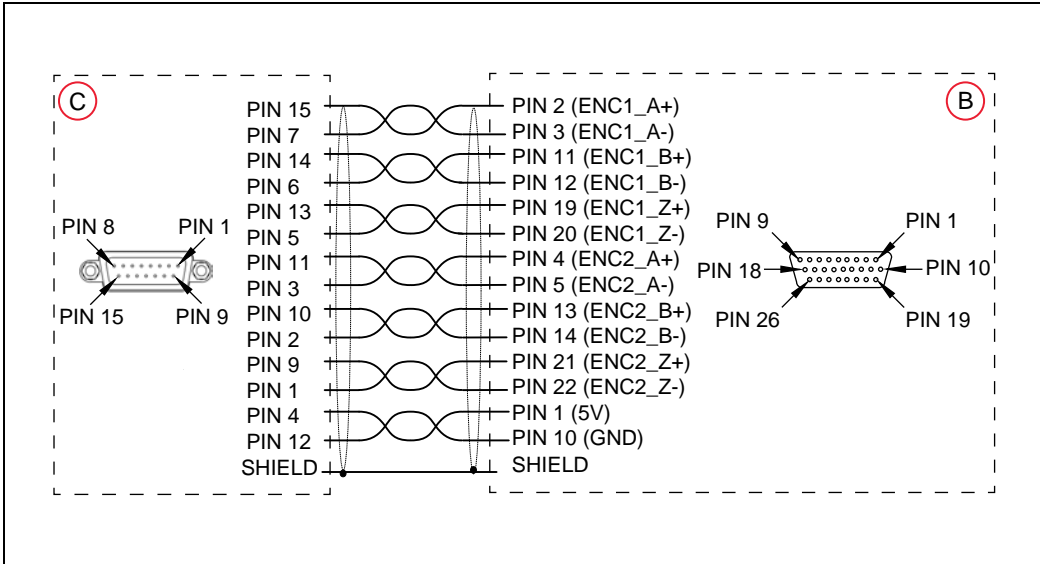 C
B
PIN 15
PIN 7
PIN 14
PIN 6
PIN 13
PIN 5
PIN 11
PIN 3
PIN 10
PIN 2
PIN 9
PIN 1
PIN 4
PIN 12
SHIELD
PIN 8
PIN 1
PIN 15
PIN 9
PIN 2 (ENC1_A+)
PIN 3 (ENC1_A-)
PIN 11 (ENC1_B+)
PIN 12 (ENC1_B-)
PIN 19 (ENC1_Z+)
PIN 20 (ENC1_Z-)
PIN 4 (ENC2_A+)
PIN 5 (ENC2_A-)
PIN 13 (ENC2_B+)
PIN 14 (ENC2_B-)
PIN 21 (ENC2_Z+)
PIN 22 (ENC2_Z-)
PIN 1 (5V)
PIN 10 (GND)
SHIELD
PIN 9
PIN 1
PIN 18
PIN 10
PIN 26
PIN 19